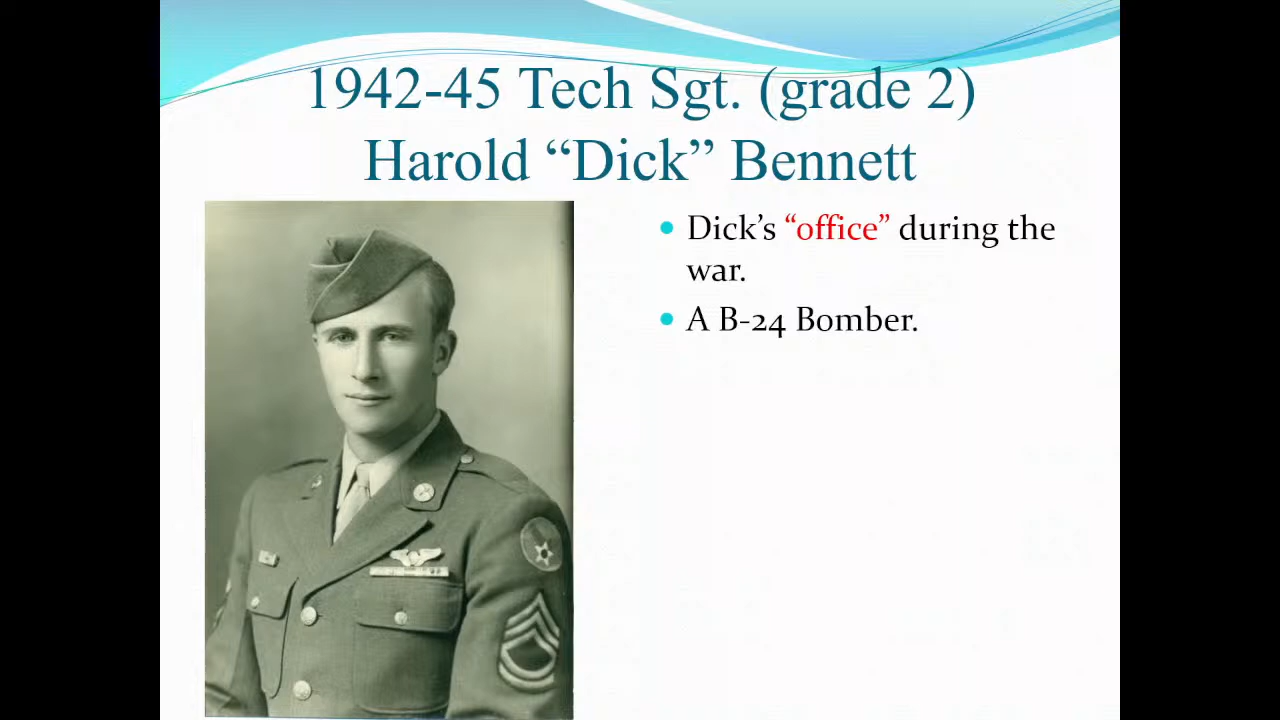 1942-45 Tech Sgt. (grade 2)
Harold “Dick” Bennett
Dick’s “office” during the
war.
A B-24 Bomber.